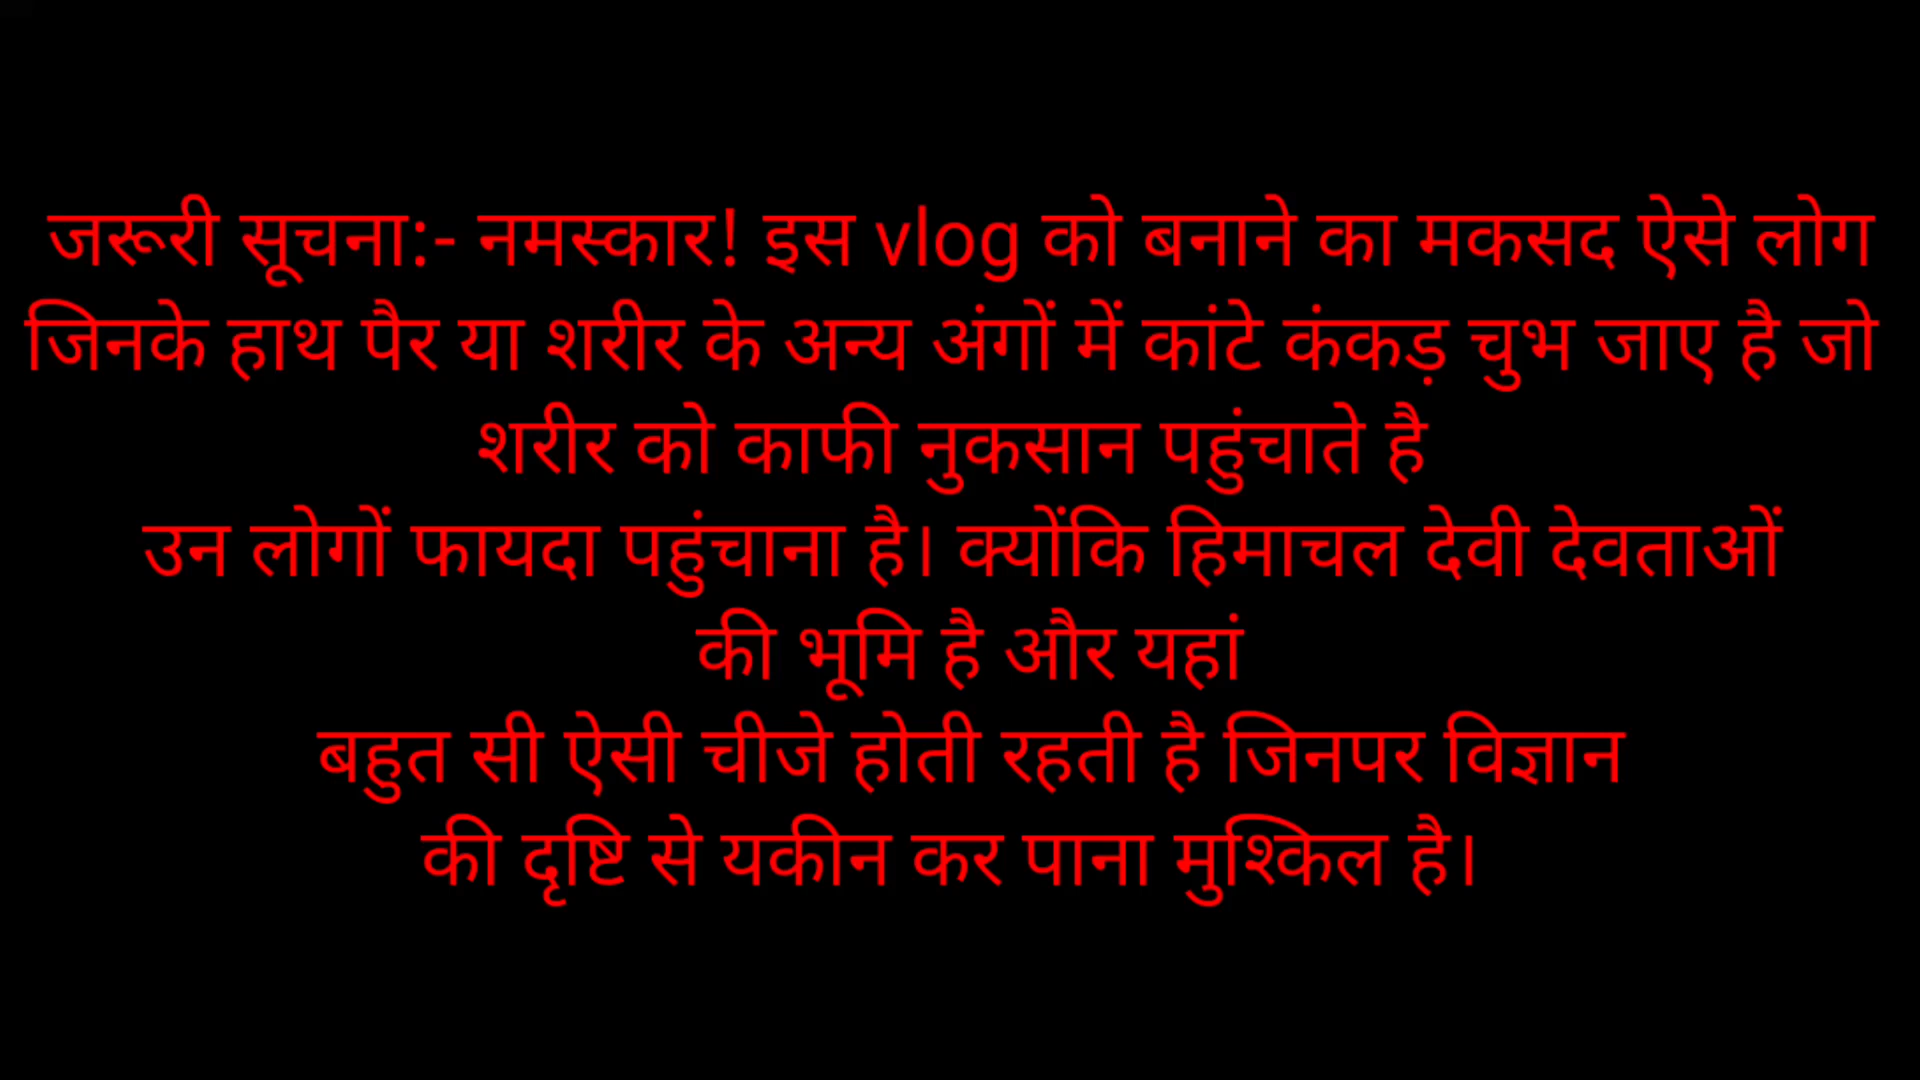 जरूरी सूचना:- नमस्कार! इस vlog को बनाने का मकसद ऐसे लोग
जिनके हाथ पैर या शरीर के अन्य अंगों में कांटे कंकड़ चुभ जाए है जो
शरीर को काफी नुकसान पहुंचाते है
उन लोगों फायदा पहुंचाना है। क्योंकि हिमाचल देवी देवताओं
की भूमि है और यहां
बहुत सी ऐसी चीजे होती रहती है जिनपर विज्ञान
की दृष्टि से यकीन कर पाना मुश्किल है।